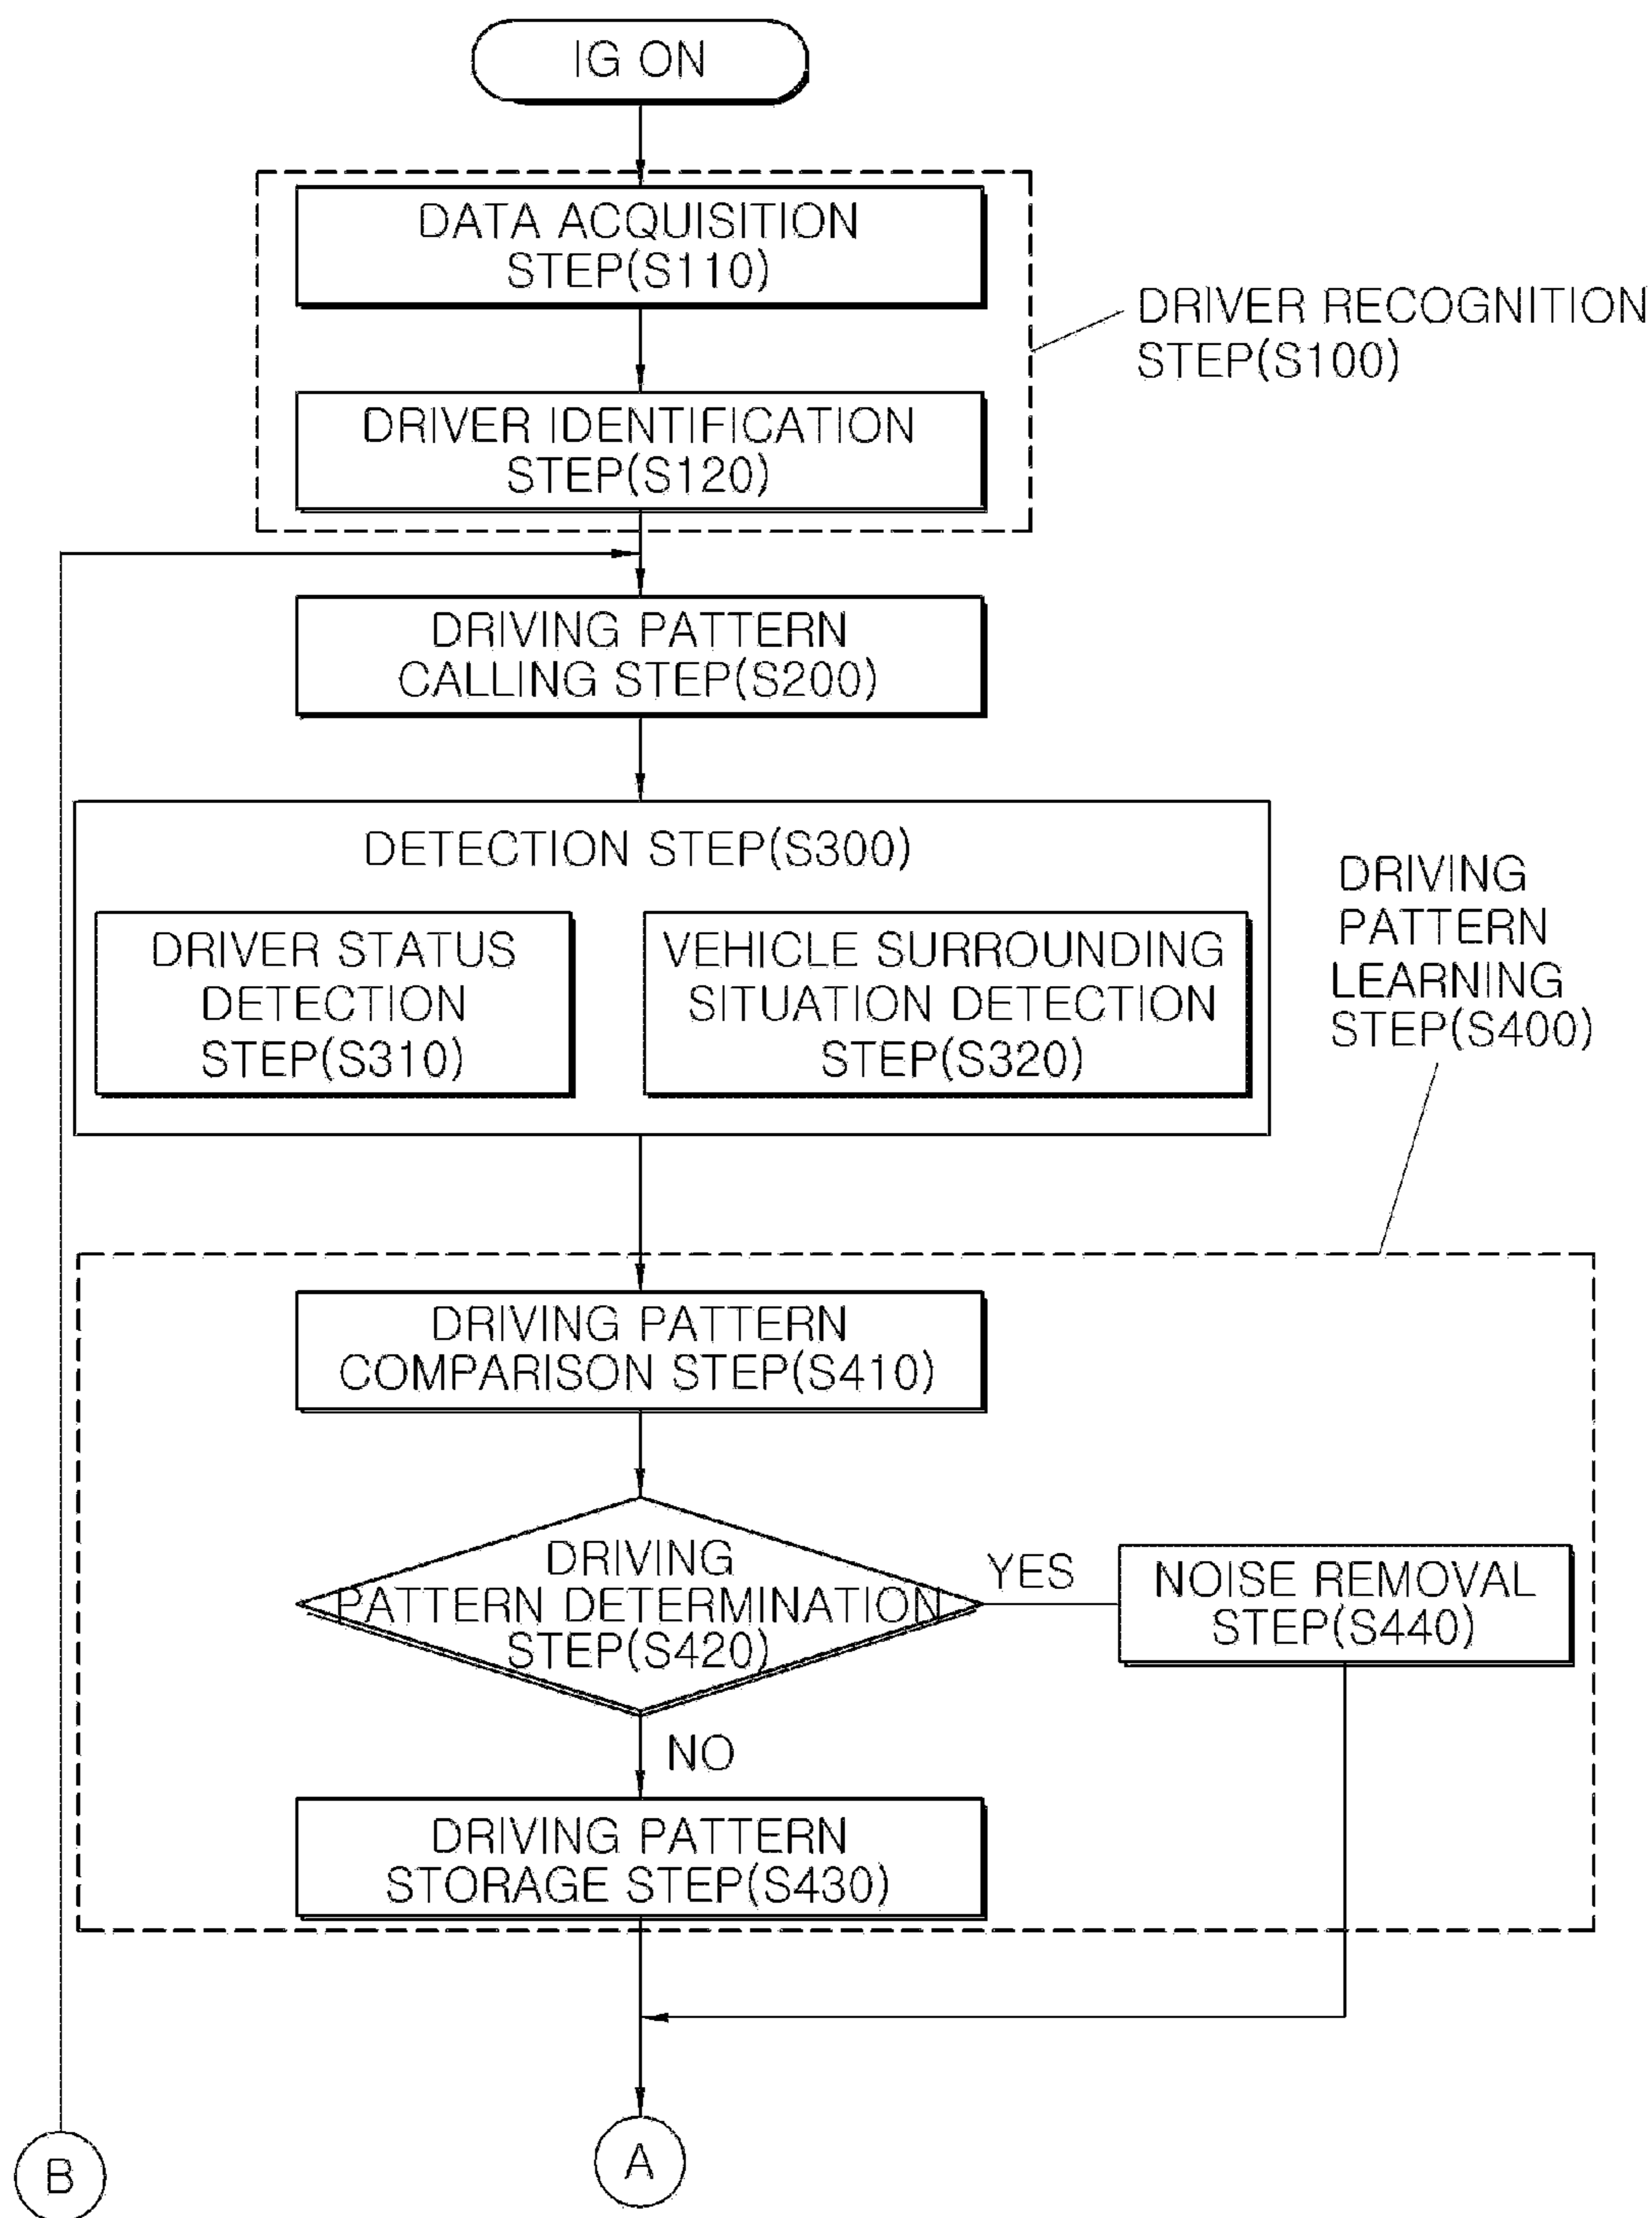 IG ON
DATA ACQUISITION
STEP(S110)
DRIVER RECOGNITION
STEP(S100)
DRIVER IDENTIFICATION
STEP(S120)
DRIVING PATTERN
CALLING STEP(S200)
DETECTION STEP(S300)
DRIVER STATUS
DETECTION
STEP(S310)
VEHICLE SURROUNDING
SITUATION DETECTION
STEP(S320)
DRIVING
PATTERN
LEARNING
STEP(S400)
DRIVING PATTERN
COMPARISON STEP(S410)
DRIVING
PATTERN DETERMINATION
STEP(S420)
YES
NOISE REMOVAL
STEP(S440)
NO
DRIVING PATTERN
STORAGE STEP(S430)
B
A